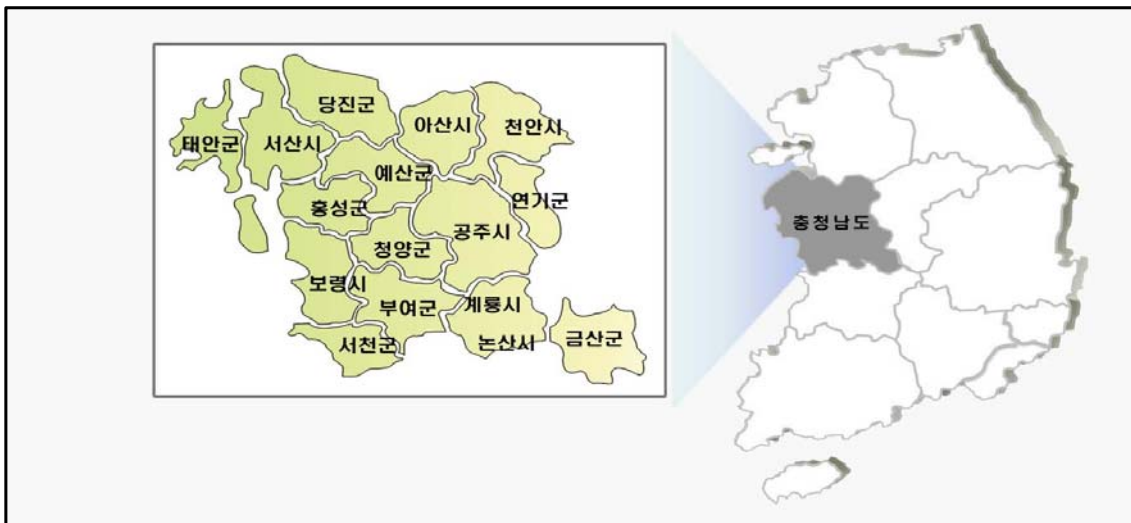 당진군
아산시
천안시
태안군
서산시
예산군
연기군
홍성군
공주시
청양군
보령시
부여군
계룡시
서천군
논산시
금산군
충청남도